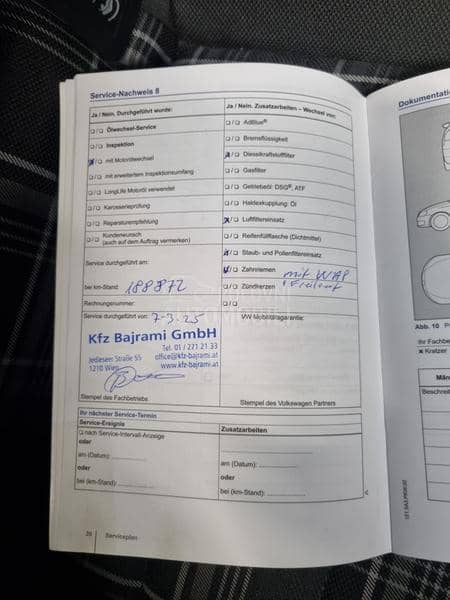 Service-Nachweis 8
Ja / Nein. Durchgeführt wurde:
❏ / ❏ Ölwechsel-Service
❏ / ❏ Inspektion
x / ❏ mit Motorölwechsel
❏ / ❏ mit erweitertem Inspektionsumfang
❏ / ❏ LongLife Motoröl verwendet
❏ / ❏ Karosserieprüfung
❏ / ❏ Reparaturempfehlung
❏ / ❏ Kundenwunsch
(auch auf dem Auftrag vermerken)
Service durchgeführt am:
bei km-Stand: 188872
Rechnungsnummer:
Service durchgeführt von: 7-3.25
Kfz Bajrami GmbH
Tel. 01 / 271 21 33
Jedlesen Straße 55 office@kfz-bajrami.at
1210 Wien www.kfz-bajrami.at
Stempel des Fachbetriebs:
Ja / Nein. Zusatzarbeiten – Wechsel von:
❏ / ❏ AdBlue®
❏ / ❏ Bremsflüssigkeit
x / ❏ Dieselkraftstofffilter
❏ / ❏ Gasfilter
❏ / ❏ Getriebeöl: DSG®, ATF
❏ / ❏ Haldexkupplung: Öl
x / ❏ Luftfiltereinsatz
❏ / ❏ Reifenfüllflasche (Dichtmittel)
x / ❏ Staub- und Pollenfiltereinsatz
x / ❏ Zahnriemen mit WAP
❏ / ❏ Zündkerzen
❏ / ❏
VW Mobilitätsgarantie:
Stempel des Volkswagen Partners
Ihr nächster Service-Termin
Service-Ereignis
❏ nach Service-Intervall-Anzeige
oder
am (Datum):
oder
bei (km-Stand):
Zusatzarbeiten:
am (Datum):
oder
bei (km-Stand):
20 Serviceplan
Dokumentati
Abb. 10
Ihr Fachbe
✖ Kratzer
Män
Beschrei